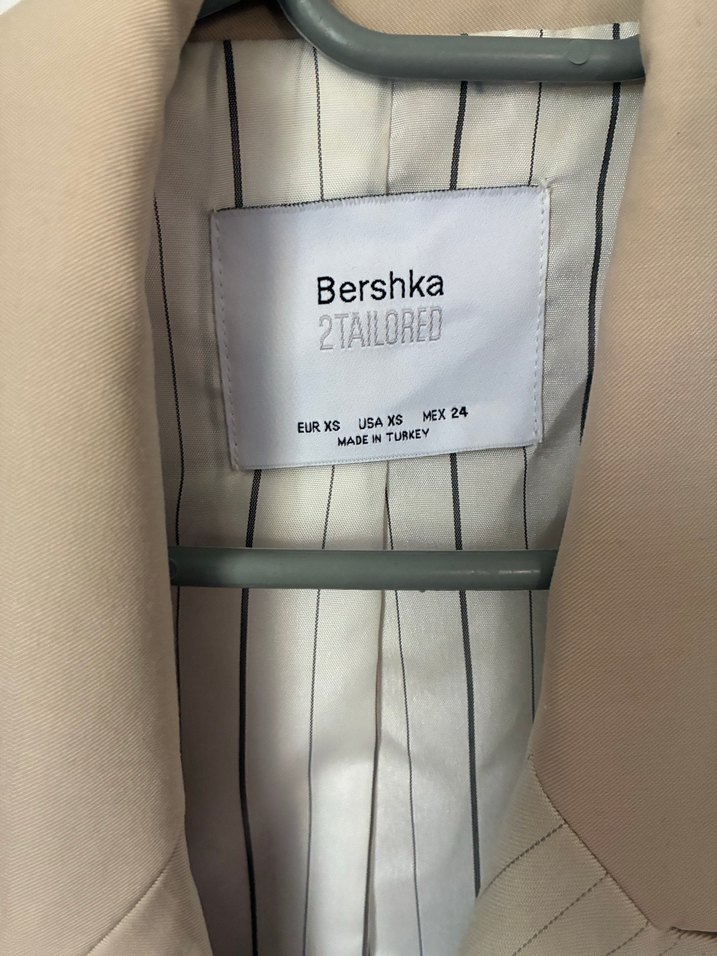 Bershka
2TAILORED
EUR XS USA XS MEX 24
MADE IN TURKEY